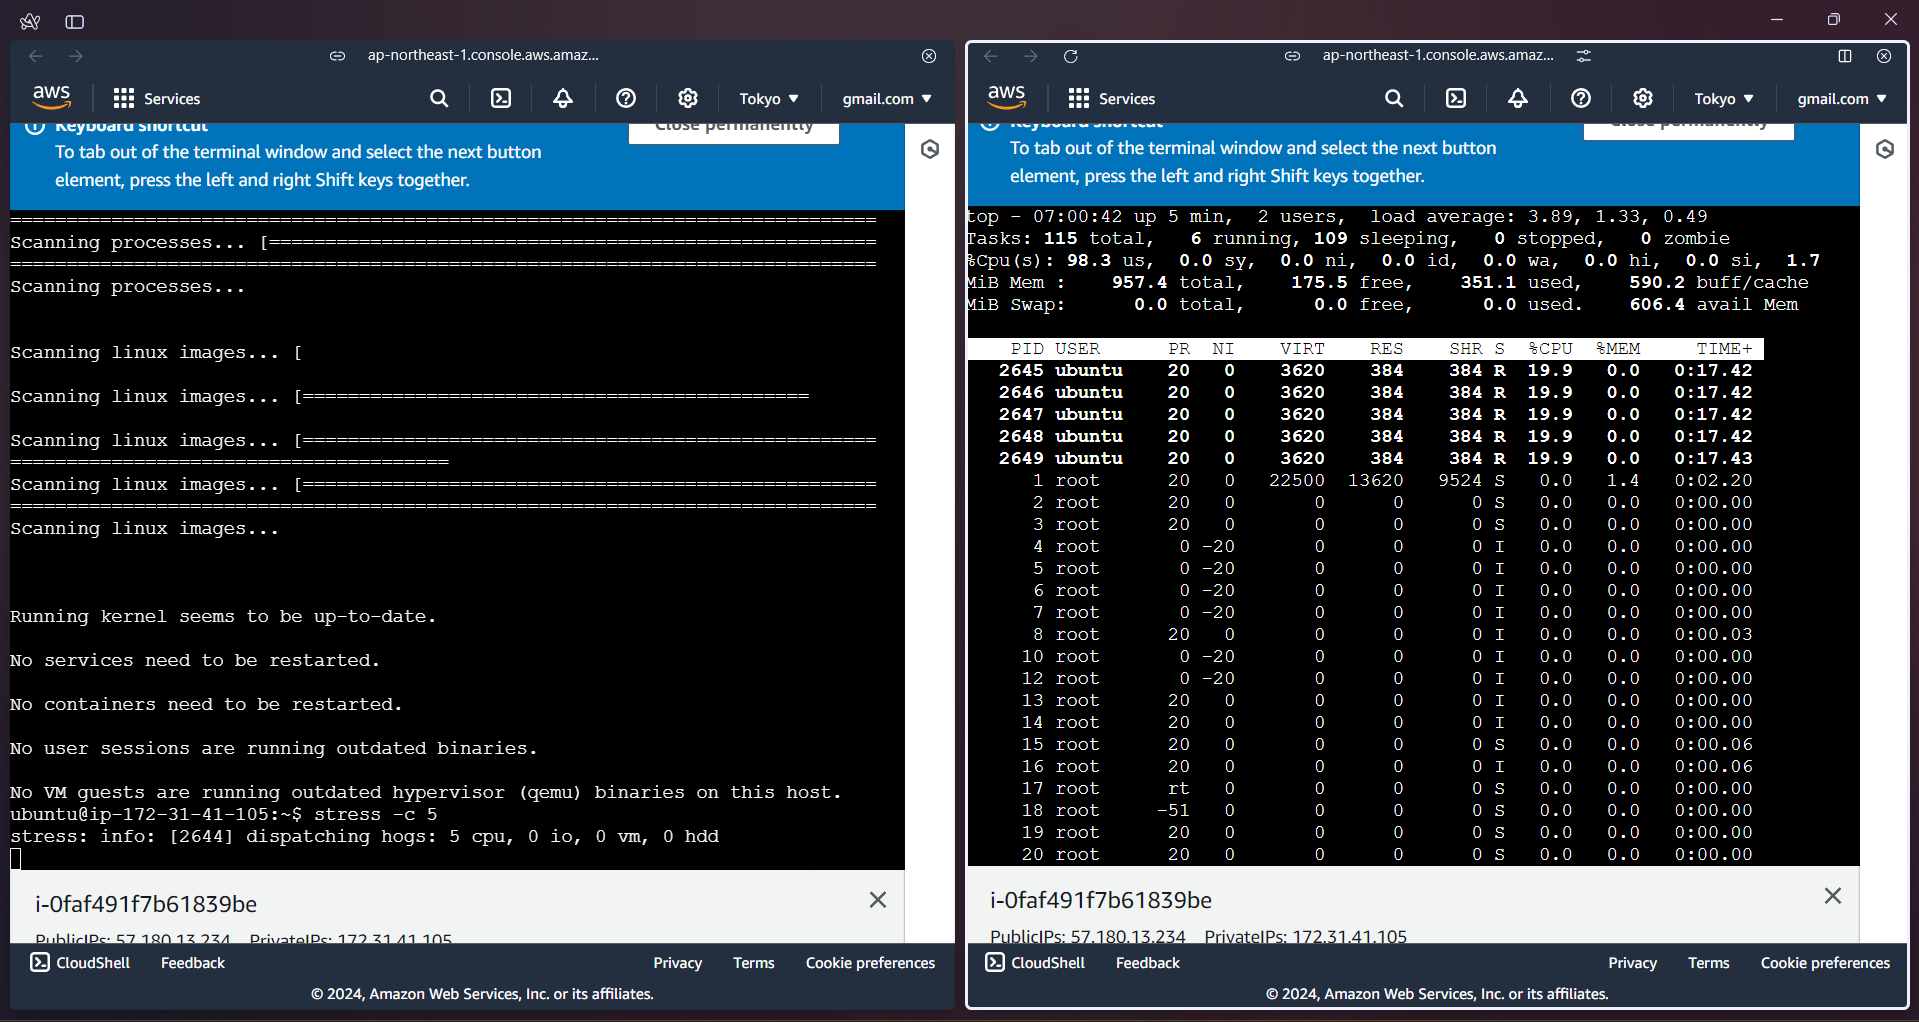 ap-northeast-1.console.aws.amaz...
aws Services Tokyo ▼ gmail.com ▼
Keyboard shortcut
Close permanently
To tab out of the terminal window and select the next button
element, press the left and right Shift keys together.
================================================================================
Scanning processes... [======================================================
================================================================================
Scanning processes...
Scanning linux images... [
Scanning linux images... [=============================================
Scanning linux images... [===================================================
=======================================
Scanning linux images... [===================================================
================================================================================
Scanning linux images...
Running kernel seems to be up-to-date.
No services need to be restarted.
No containers need to be restarted.
No user sessions are running outdated binaries.
No VM guests are running outdated hypervisor (qemu) binaries on this host.
ubuntu@ip-172-31-41-105:~$ stress -c 5
stress: info: [2644] dispatching hogs: 5 cpu, 0 io, 0 vm, 0 hdd
i-0faf491f7b61839be
PublicIPs: 57.180.13.234 PrivateIPs: 172.31.41.105
CloudShell Feedback Privacy Terms Cookie preferences
© 2024, Amazon Web Services, Inc. or its affiliates.
ap-northeast-1.console.aws.amaz...
aws Services Tokyo ▼ gmail.com ▼
Keyboard shortcut
Close permanently
To tab out of the terminal window and select the next button
element, press the left and right Shift keys together.
top - 07:00:42 up 5 min, 2 users, load average: 3.89, 1.33, 0.49
Tasks: 115 total, 6 running, 109 sleeping, 0 stopped, 0 zombie
%Cpu(s): 98.3 us, 0.0 sy, 0.0 ni, 0.0 id, 0.0 wa, 0.0 hi, 0.0 si, 1.7
MiB Mem : 957.4 total, 175.5 free, 351.1 used, 590.2 buff/cache
MiB Swap: 0.0 total, 0.0 free, 0.0 used. 606.4 avail Mem
PID USER PR NI VIRT RES SHR S %CPU %MEM TIME+
2645 ubuntu 20 0 3620 384 384 R 19.9 0.0 0:17.42
2646 ubuntu 20 0 3620 384 384 R 19.9 0.0 0:17.42
2647 ubuntu 20 0 3620 384 384 R 19.9 0.0 0:17.42
2648 ubuntu 20 0 3620 384 384 R 19.9 0.0 0:17.42
2649 ubuntu 20 0 3620 384 384 R 19.9 0.0 0:17.43
1 root 20 0 22500 13620 9524 S 0.0 1.4 0:02.20
2 root 20 0 0 0 0 S 0.0 0.0 0:00.00
3 root 20 0 0 0 0 S 0.0 0.0 0:00.00
4 root 0 -20 0 0 0 I 0.0 0.0 0:00.00
5 root 0 -20 0 0 0 I 0.0 0.0 0:00.00
6 root 0 -20 0 0 0 I 0.0 0.0 0:00.00
7 root 0 -20 0 0 0 I 0.0 0.0 0:00.00
8 root 20 0 0 0 0 I 0.0 0.0 0:00.03
10 root 0 -20 0 0 0 I 0.0 0.0 0:00.00
12 root 0 -20 0 0 0 I 0.0 0.0 0:00.00
13 root 20 0 0 0 0 I 0.0 0.0 0:00.00
14 root 20 0 0 0 0 I 0.0 0.0 0:00.00
15 root 20 0 0 0 0 S 0.0 0.0 0:00.06
16 root 20 0 0 0 0 I 0.0 0.0 0:00.06
17 root rt 0 0 0 0 S 0.0 0.0 0:00.00
18 root -51 0 0 0 0 S 0.0 0.0 0:00.00
19 root 20 0 0 0 0 S 0.0 0.0 0:00.00
20 root 20 0 0 0 0 S 0.0 0.0 0:00.00
i-0faf491f7b61839be
PublicIPs: 57.180.13.234 PrivateIPs: 172.31.41.105
CloudShell Feedback Privacy Terms Cookie preferences
© 2024, Amazon Web Services, Inc. or its affiliates.